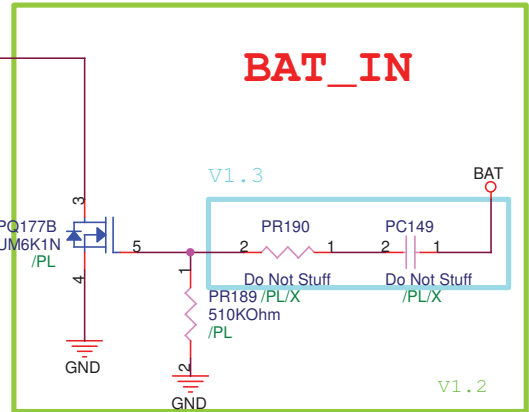 BAT_IN
V1.3
BAT
3
PQ177B
UM6K1N
/PL
5
4
GND
PR190
2
1
Do Not Stuff
/PL/X
PC149
2
1
Do Not Stuff
/PL/X
1
PR189
510KOhm
/PL
2
GND
V1.2